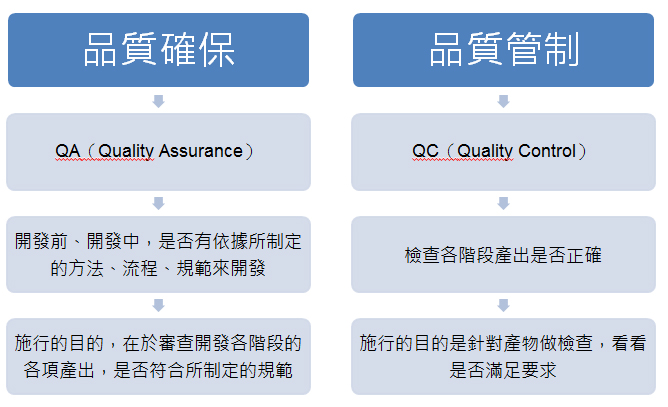 品質確保
QA（Quality Assurance）
開發前、開發中，是否有依據所制定
的方法、流程、規範來開發
施行的目的，在於審查開發各階段的
各項產出，是否符合所制定的規範
品質管制
QC（Quality Control）
檢查各階段產出是否正確
施行的目的是針對產物做檢查，看看
是否滿足要求